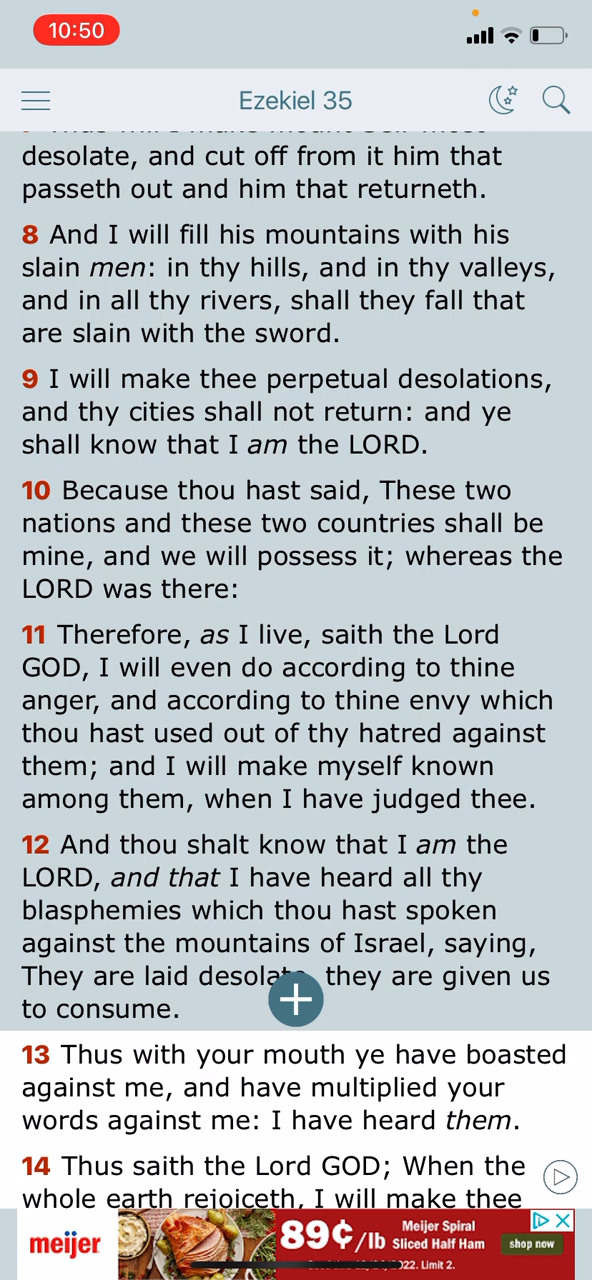 10:50
Ezekiel 35
desolate, and cut off from it him that
passeth out and him that returneth.
8 And I will fill his mountains with his
slain men: in thy hills, and in thy valleys,
and in all thy rivers, shall they fall that
are slain with the sword.
9 I will make thee perpetual desolations,
and thy cities shall not return: and ye
shall know that I am the LORD.
10 Because thou hast said, These two
nations and these two countries shall be
mine, and we will possess it; whereas the
LORD was there:
11 Therefore, as I live, saith the Lord
GOD, I will even do according to thine
anger, and according to thine envy which
thou hast used out of thy hatred against
them; and I will make myself known
among them, when I have judged thee.
12 And thou shalt know that I am the
LORD, and that I have heard all thy
blasphemies which thou hast spoken
against the mountains of Israel, saying,
They are laid desolate, they are given us
to consume.
13 Thus with your mouth ye have boasted
against me, and have multiplied your
words against me: I have heard them.
14 Thus saith the Lord GOD; When the
whole earth rejoiceth, I will make thee
meijer
89¢/lb
Meijer Spiral
Sliced Half Ham
shop now
022. Limit 2.